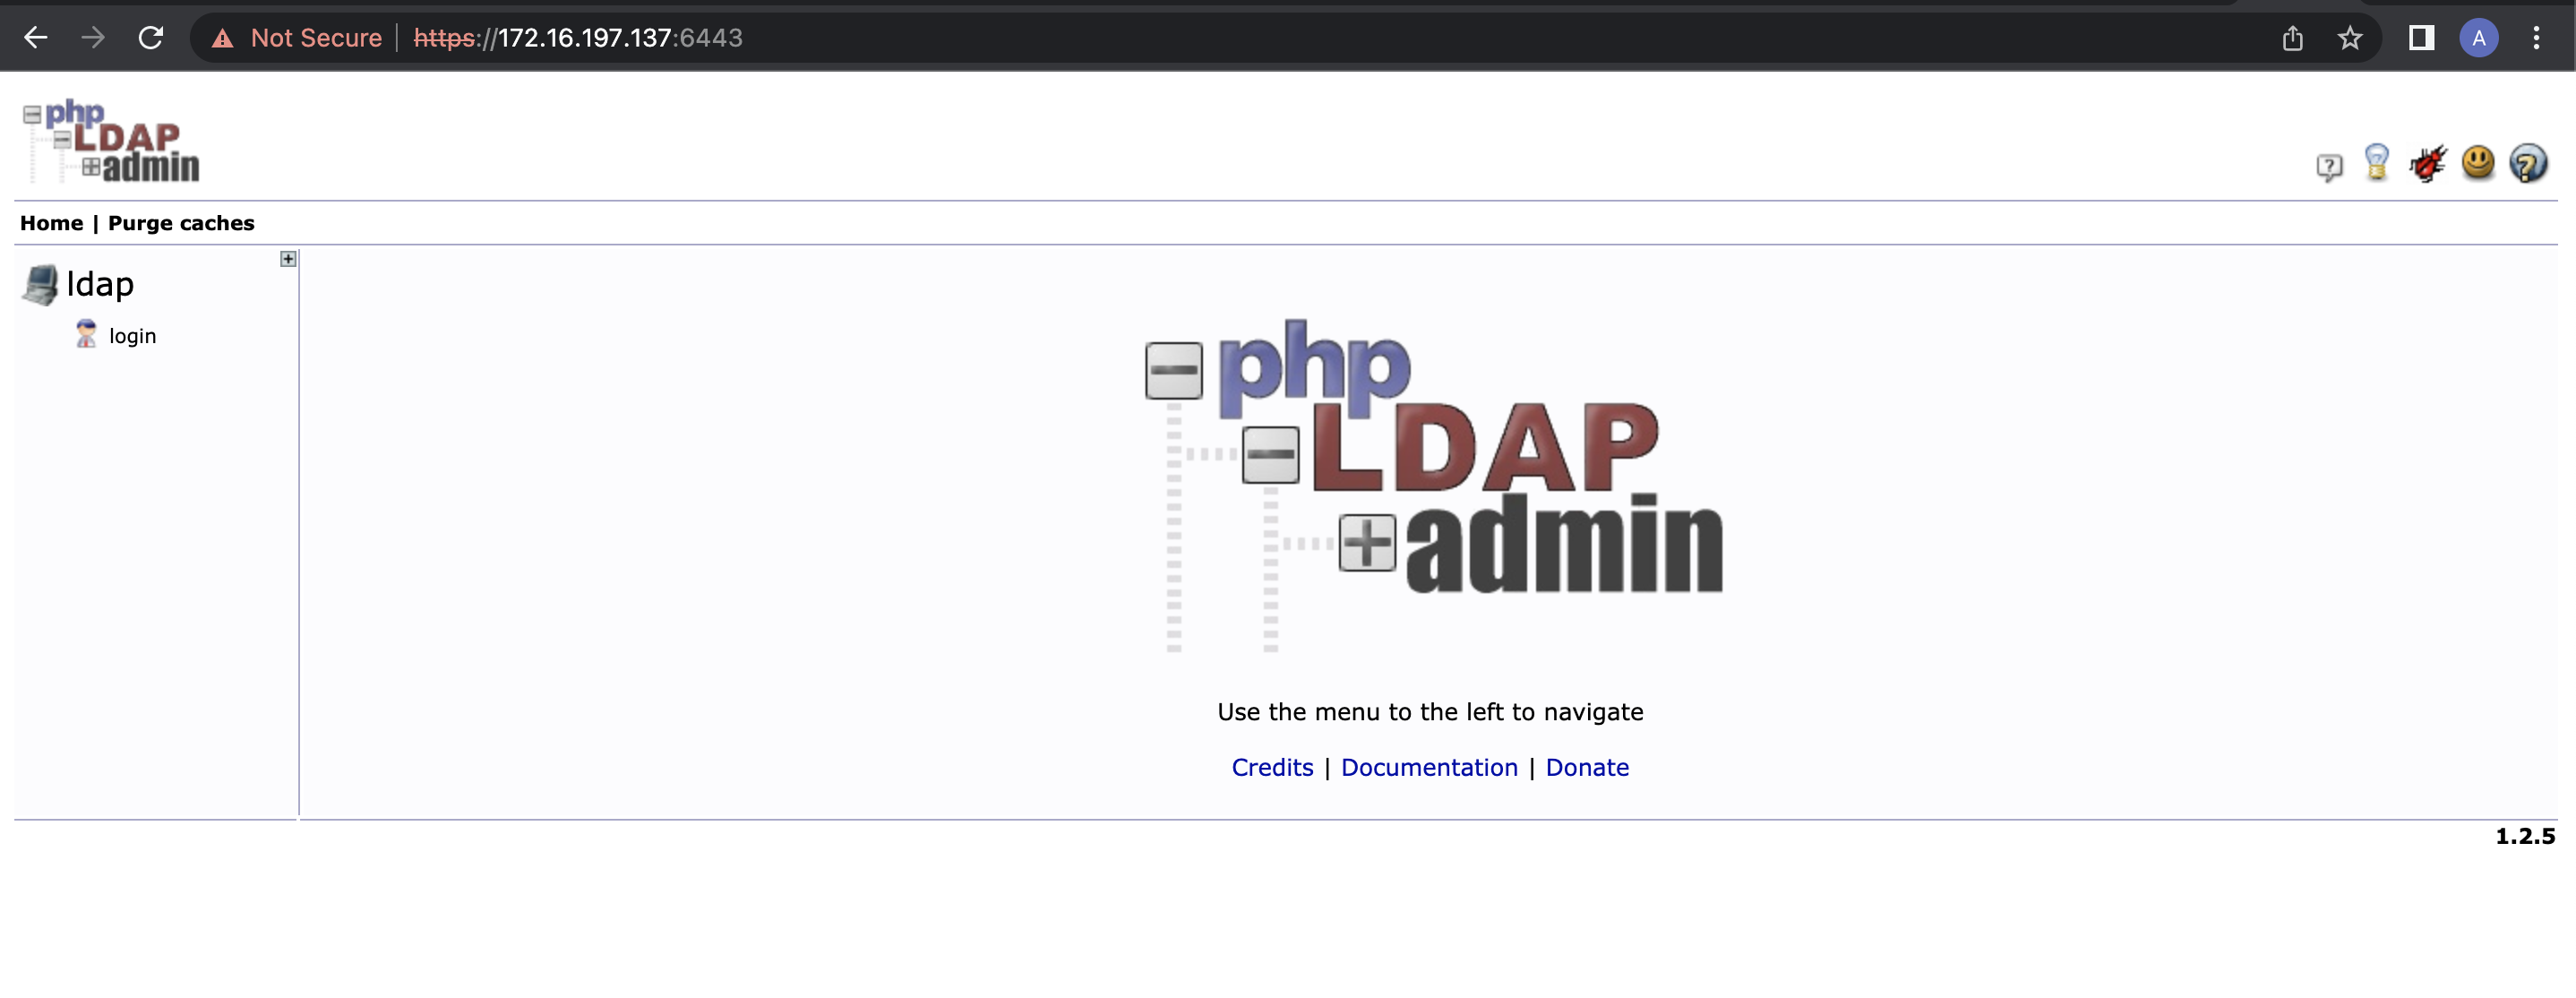 Not Secure | https://172.16.197.137:6443
A
php
LDAP
admin
Home | Purge caches
ldap
login
php
LDAP
admin
Use the menu to the left to navigate
Credits | Documentation | Donate
1.2.5